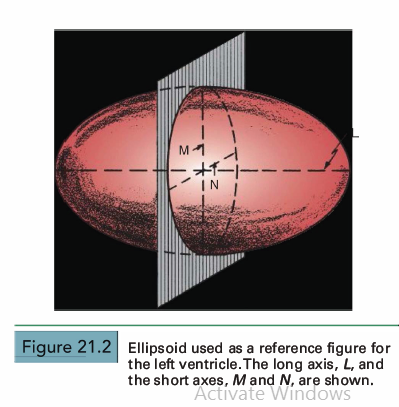 L
M
N
Figure 21.2
Ellipsoid used as a reference figure for
the left ventricle. The long axis, L, and
the short axes, M and N, are shown.
Activate Windows